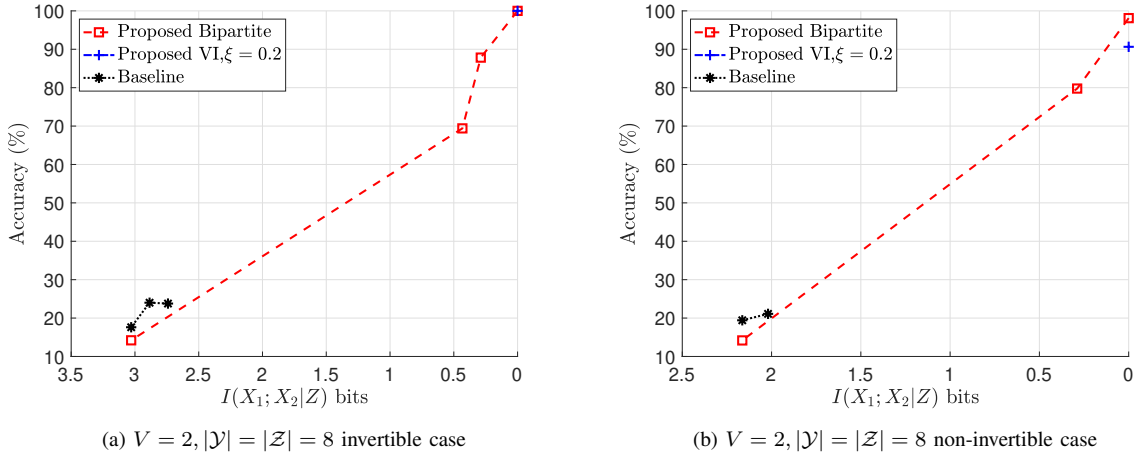 100
90
80
70
60
50
40
30
20
10
Accuracy (%)
Proposed Bipartite
Proposed VI,ξ = 0.2
Baseline
3.5 3 2.5 2 1.5 1 0.5 0
I(X₁; X₂|Z) bits
(a) V = 2, |𝒴| = |𝒵| = 8 invertible case
100
90
80
70
60
50
40
30
20
10
Accuracy (%)
Proposed Bipartite
Proposed VI,ξ = 0.2
Baseline
2.5 2 1.5 1 0.5 0
I(X₁; X₂|Z) bits
(b) V = 2, |𝒴| = |𝒵| = 8 non-invertible case